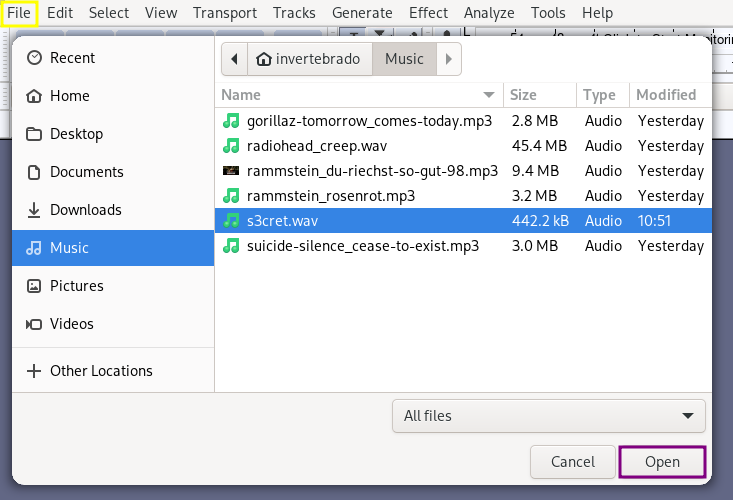 File Edit Select View Transport Tracks Generate Effect Analyze Tools Help
Recent
Home
Desktop
Documents
Downloads
Music
Pictures
Videos
Other Locations
invertebrado Music
Name Size Type Modified
gorillaz-tomorrow_comes-today.mp3 2.8 MB Audio Yesterday
radiohead_creep.wav 45.4 MB Audio Yesterday
rammstein_du-riechst-so-gut-98.mp3 9.4 MB Audio Yesterday
rammstein_rosenrot.mp3 3.2 MB Audio Yesterday
s3cret.wav 442.2 kB Audio 10:51
suicide-silence_cease-to-exist.mp3 3.0 MB Audio Yesterday
All files
Cancel Open